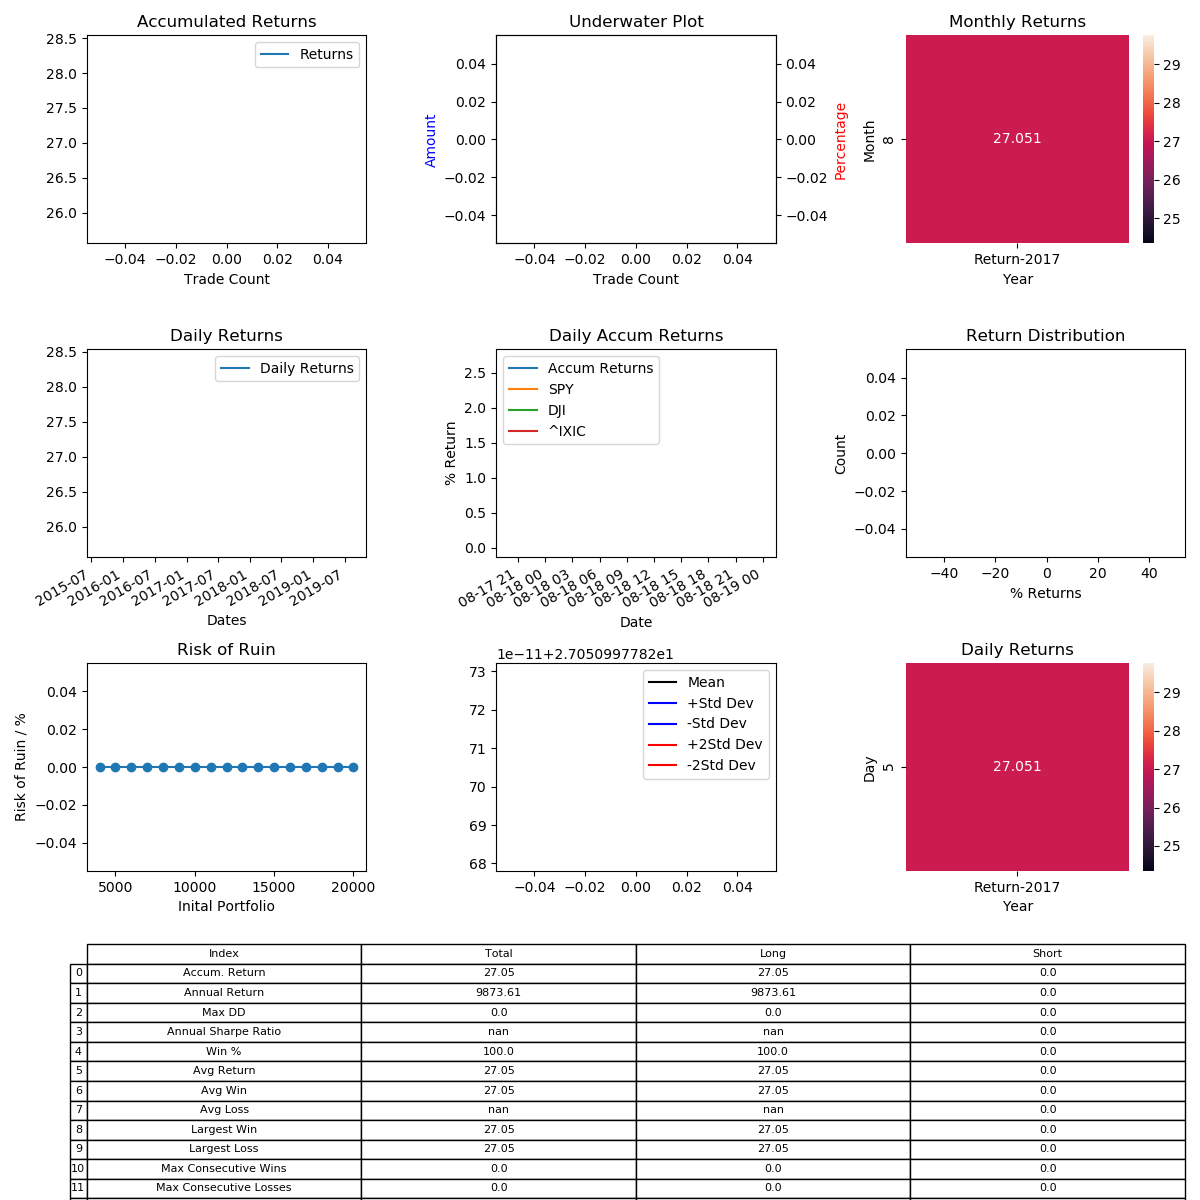 Accumulated Returns
28.5
28.0
27.5
27.0
26.5
26.0
Returns
−0.04 −0.02 0.00 0.02 0.04
Trade Count
Underwater Plot
Amount
0.04
0.02
0.00
−0.02
−0.04
0.04
0.02
0.00
−0.02
−0.04
Percentage
−0.04 −0.02 0.00 0.02 0.04
Trade Count
Monthly Returns
Month
8
27.051
29
28
27
26
25
Return-2017
Year
Daily Returns
28.5
28.0
27.5
27.0
26.5
26.0
Daily Returns
2015-07 2016-01 2016-07 2017-01 2017-07 2018-01 2018-07 2019-01 2019-07
Dates
Daily Accum Returns
% Return
2.5
2.0
1.5
1.0
0.5
0.0
Accum Returns
SPY
DJI
^IXIC
08-17 21 08-18 00 08-18 03 08-18 06 08-18 09 08-18 12 08-18 15 08-18 18 08-18 21 08-19 00
Date
Return Distribution
Count
0.04
0.02
0.00
−0.02
−0.04
−40 −20 0 20 40
% Returns
Risk of Ruin
Risk of Ruin / %
0.04
0.02
0.00
−0.02
−0.04
5000 10000 15000 20000
Inital Portfolio
1e−11+2.7050997782e1
73
72
71
70
69
68
Mean
+Std Dev
-Std Dev
+2Std Dev
-2Std Dev
−0.04 −0.02 0.00 0.02 0.04
Daily Returns
Day
5
27.051
29
28
27
26
25
Return-2017
Year
Index Total Long Short
0 Accum. Return 27.05 27.05 0.0
1 Annual Return 9873.61 9873.61 0.0
2 Max DD 0.0 0.0 0.0
3 Annual Sharpe Ratio nan nan 0.0
4 Win % 100.0 100.0 0.0
5 Avg Return 27.05 27.05 0.0
6 Avg Win 27.05 27.05 0.0
7 Avg Loss nan nan 0.0
8 Largest Win 27.05 27.05 0.0
9 Largest Loss 27.05 27.05 0.0
10 Max Consecutive Wins 0.0 0.0 0.0
11 Max Consecutive Losses 0.0 0.0 0.0